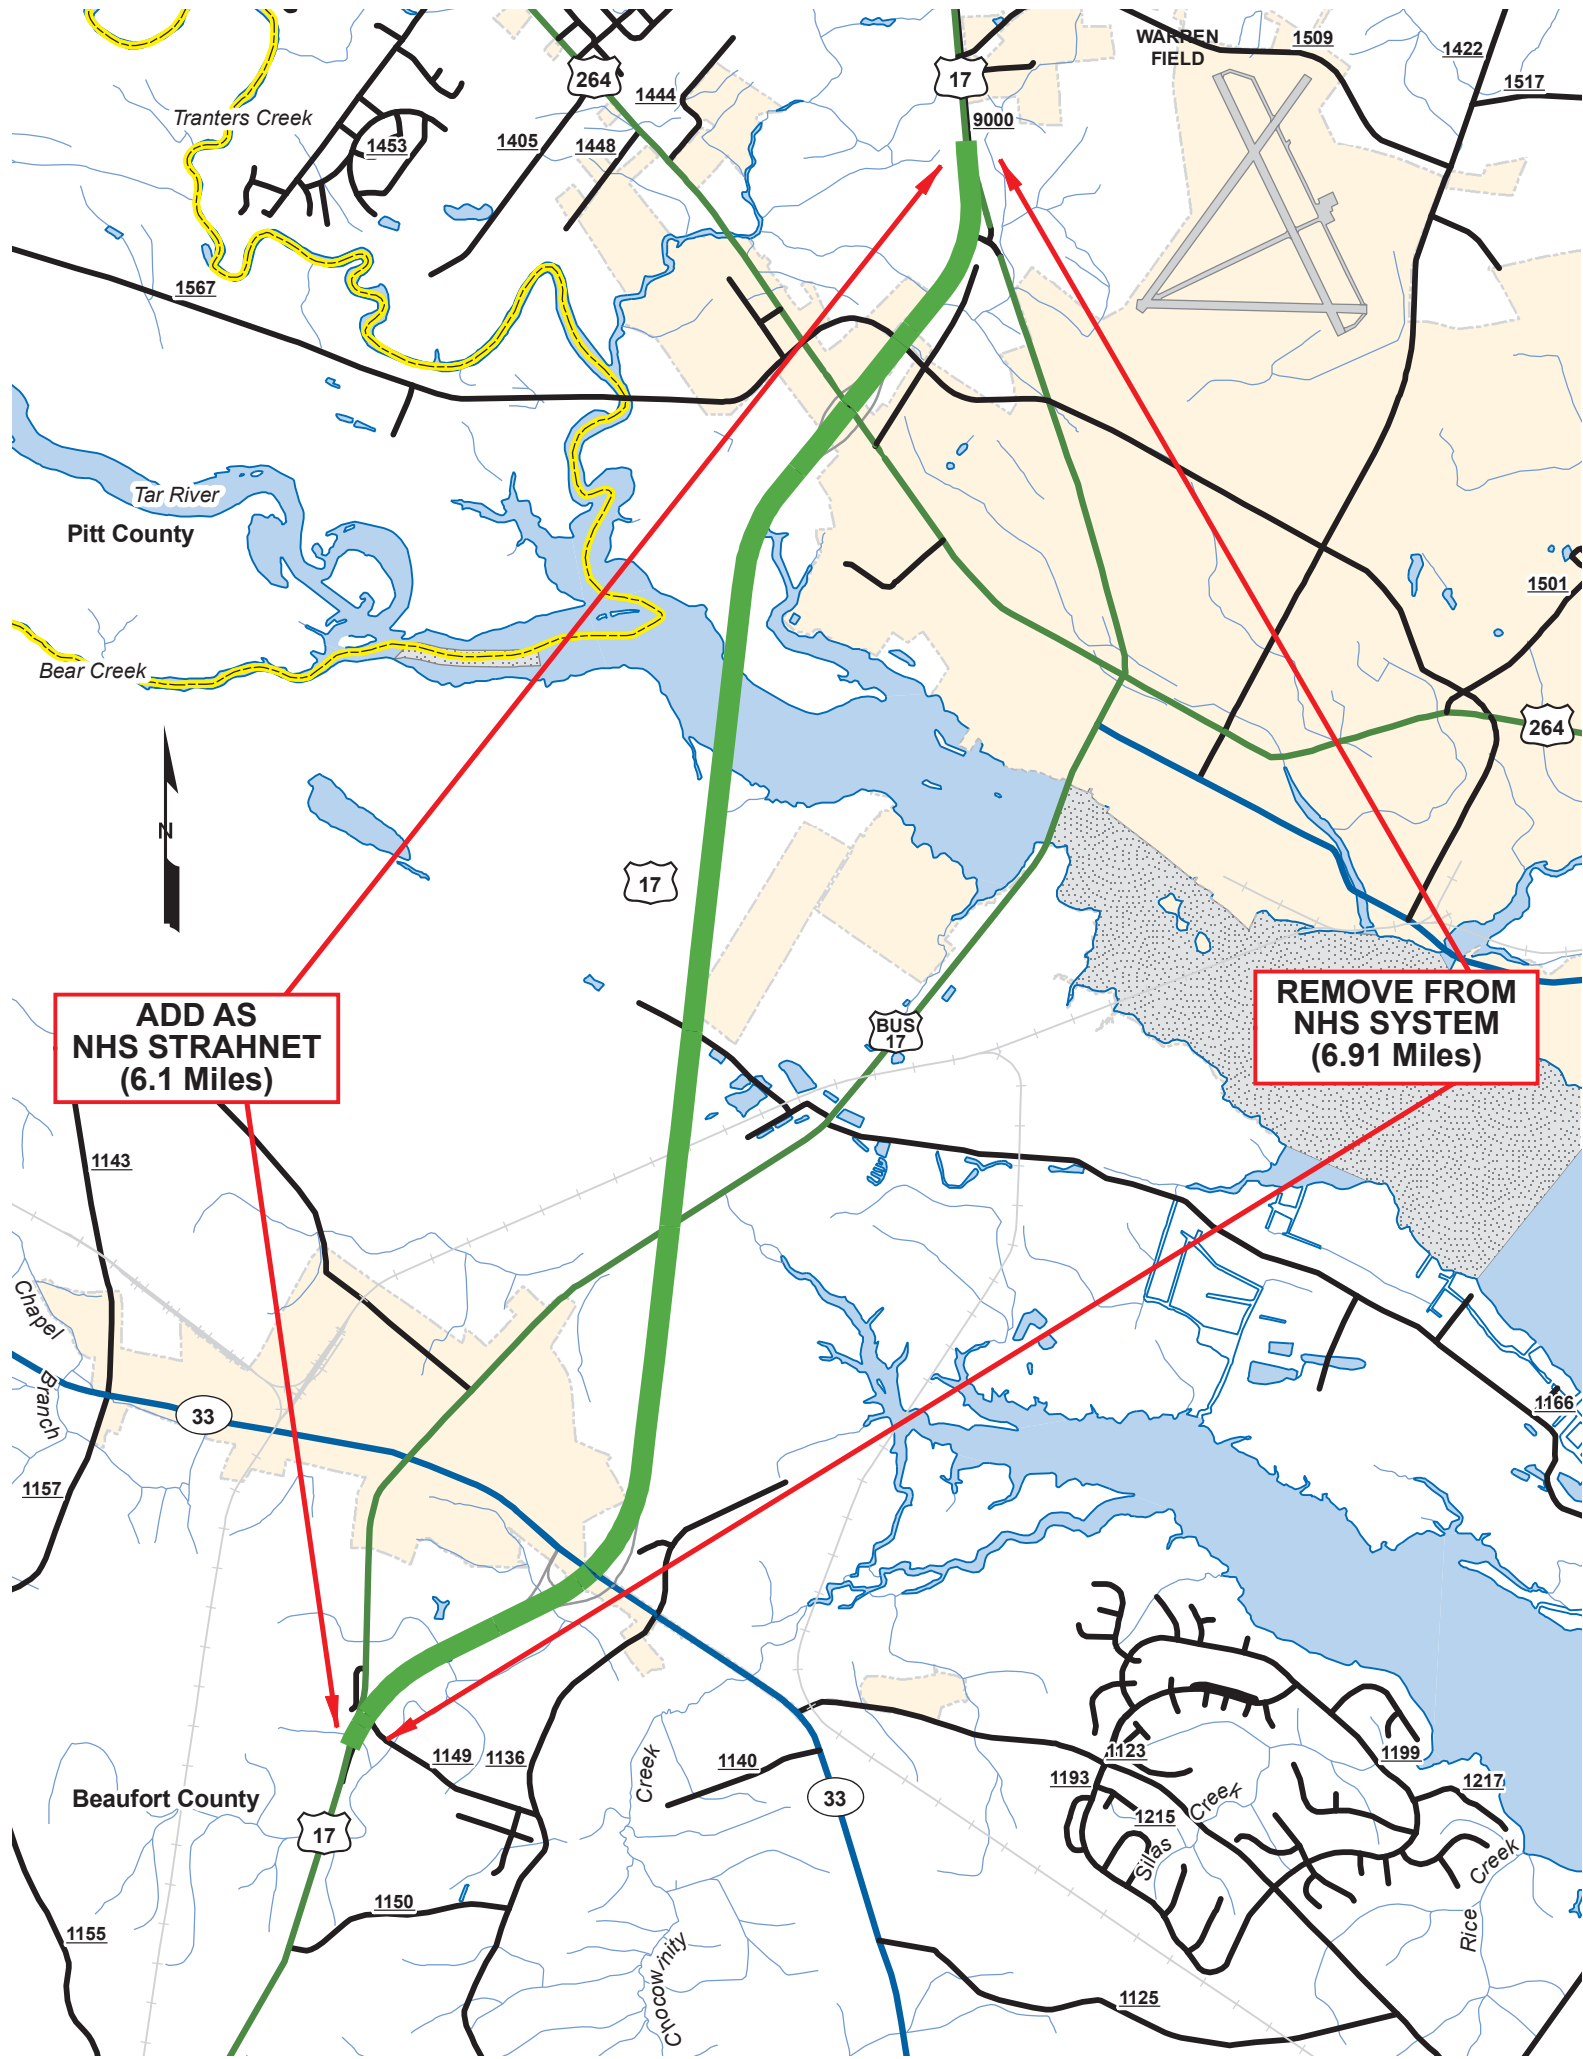 WARREN
FIELD
1509
1422
1517
264
17
1444
9000
Tranters Creek
1453
1405
1448
1567
Tar River
Pitt County
1501
Bear Creek
264
N
17
ADD AS
NHS STRAHNET
(6.1 Miles)
BUS
17
REMOVE FROM
NHS SYSTEM
(6.91 Miles)
1143
Chapel
Branch
33
1166
1157
1149
1136
1140
Creek
1123
1199
1193
1217
Beaufort County
33
1215
Silas
Creek
17
Creek
Rice
1150
1155
Chocowinity
1125